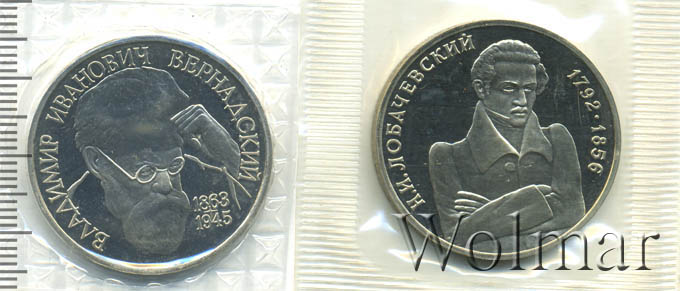 ВЛАДИМИР ИВАНОВИЧ ВЕРНАДСКИЙ
1863
1945
Н.И.ЛОБАЧЕВСКИЙ
1792·1856
Wolmar